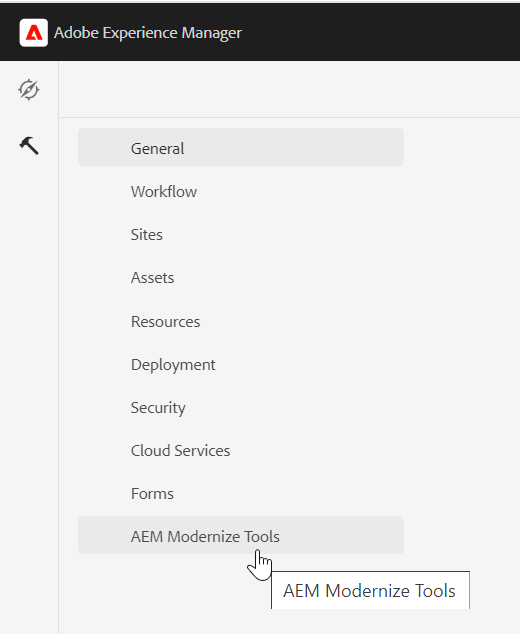 Adobe Experience Manager
General
Workflow
Sites
Assets
Resources
Deployment
Security
Cloud Services
Forms
AEM Modernize Tools
AEM Modernize Tools